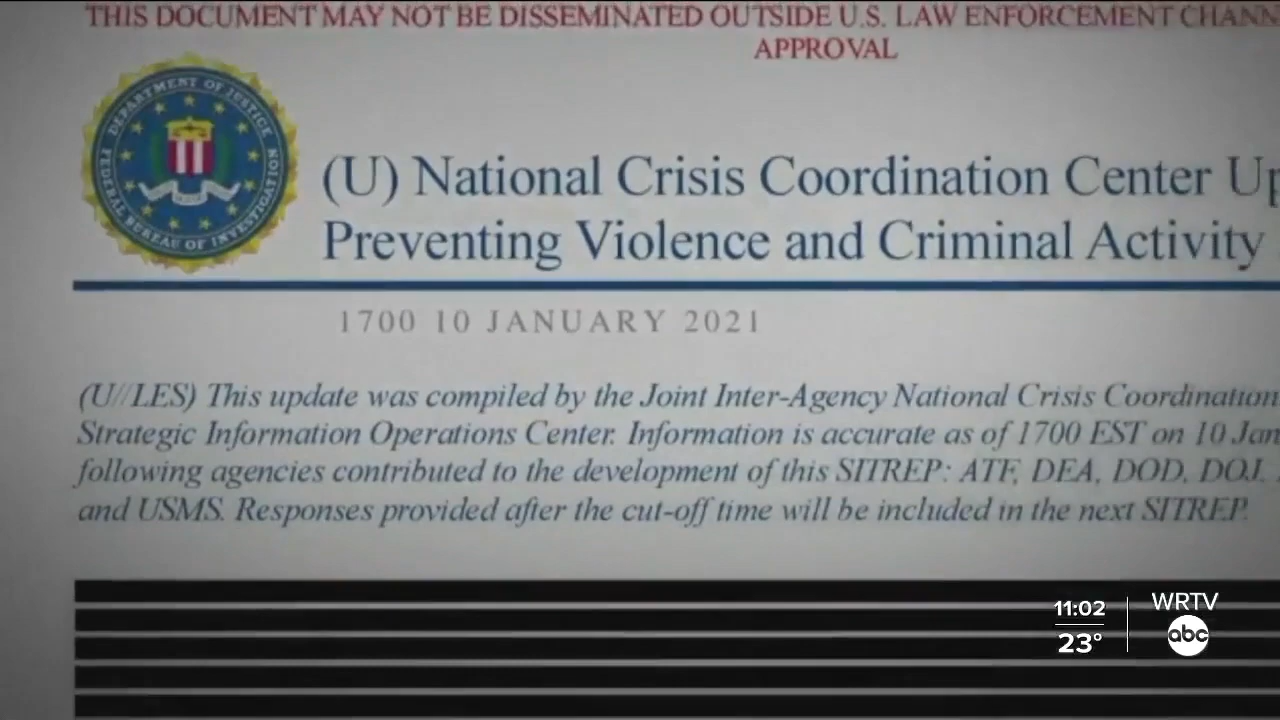 THIS DOCUMENT MAY NOT BE DISSEMINATED OUTSIDE U.S. LAW ENFORCEMENT CHANN
APPROVAL
DEPARTMENT OF JUSTICE
FEDERAL BUREAU OF INVESTIGATION
(U) National Crisis Coordination Center Up
Preventing Violence and Criminal Activity
1700 10 JANUARY 2021
(U//LES) This update was compiled by the Joint Inter-Agency National Crisis Coordination
Strategic Information Operations Center. Information is accurate as of 1700 EST on 10 Jan
following agencies contributed to the development of this SITREP: ATF, DEA, DOD, DOJ,
and USMS. Responses provided after the cut-off time will be included in the next SITREP.
11:02
23°
WRTV
abc